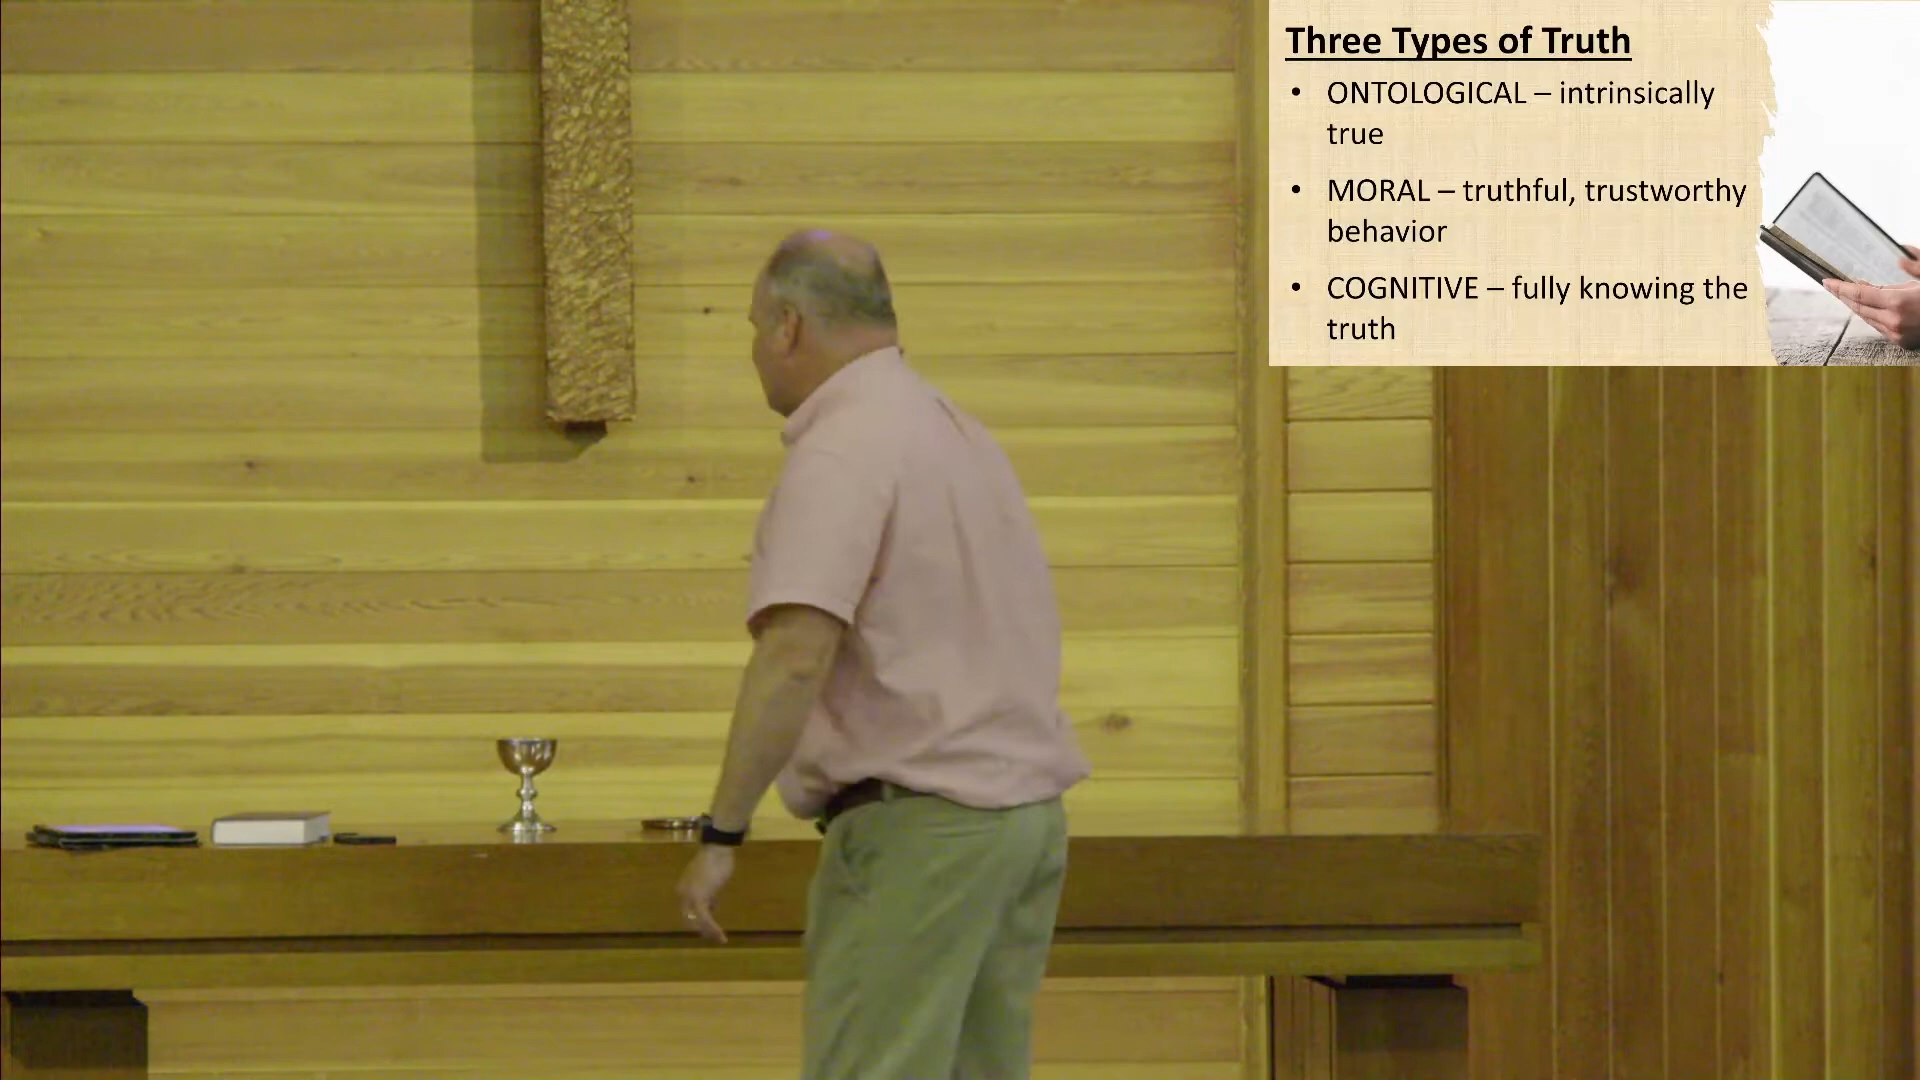 Three Types of Truth
• ONTOLOGICAL – intrinsically
true
• MORAL – truthful, trustworthy
behavior
• COGNITIVE – fully knowing the
truth